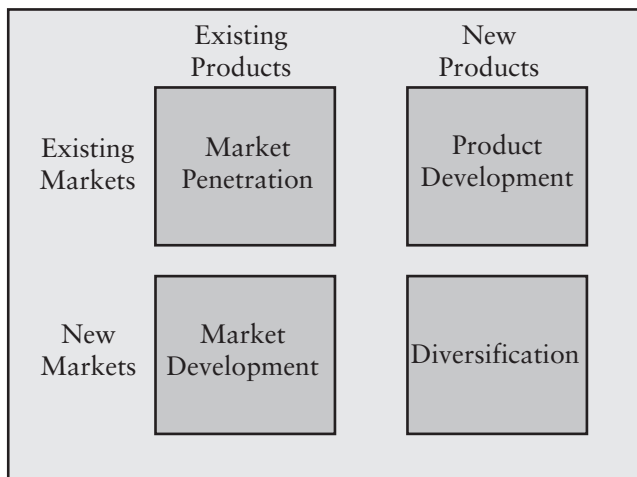 Existing
Products
New
Products
Existing
Markets
Market
Penetration
Product
Development
New
Markets
Market
Development
Diversification